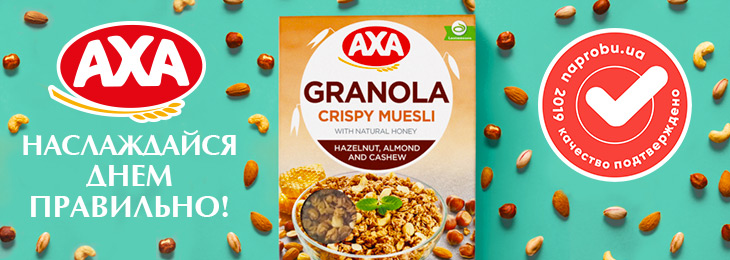 AXA
НАСЛАЖДАЙСЯ
ДНЕМ
ПРАВИЛЬНО!
AXA
GRANOLA
CRISPY MUESLI
WITH NATURAL HONEY
HAZELNUT, ALMOND
AND CASHEW
naprobu.ua
2019 качество подтверждено